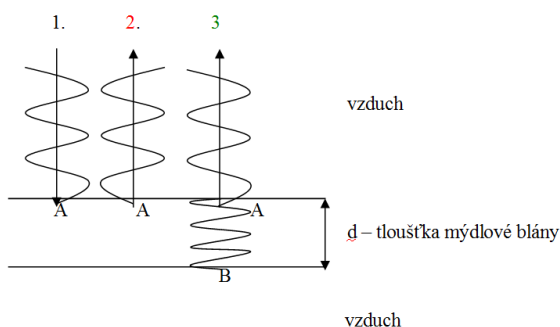 1. 2. 3
vzduch
A A A
d – tloušťka mýdlové blány
B
vzduch